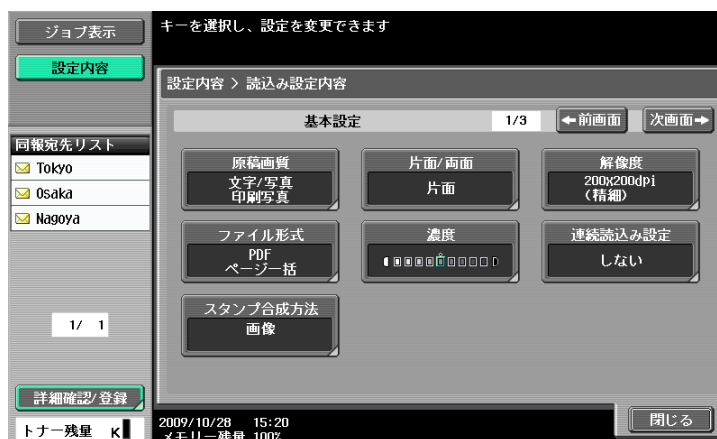 ジョブ表示
設定内容
キーを選択し、設定を変更できます
設定内容 > 読込み設定内容
基本設定
1/3
←前画面
次画面→
同報宛先リスト
Tokyo
Osaka
Nagoya
原稿画質
文字/写真
印刷写真
片面/両面
片面
解像度
200x200dpi
(精細)
ファイル形式
PDF
ページ一括
濃度
連続読込み設定
しない
スタンプ合成方法
画像
1/ 1
詳細確認/登録
トナー残量 K
2009/10/28 15:20
メモリー残量 100%
閉じる